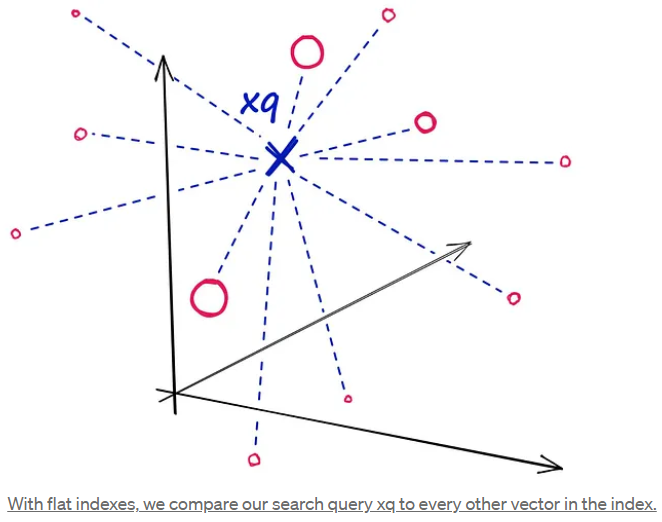 xq
With flat indexes, we compare our search query xq to every other vector in the index.